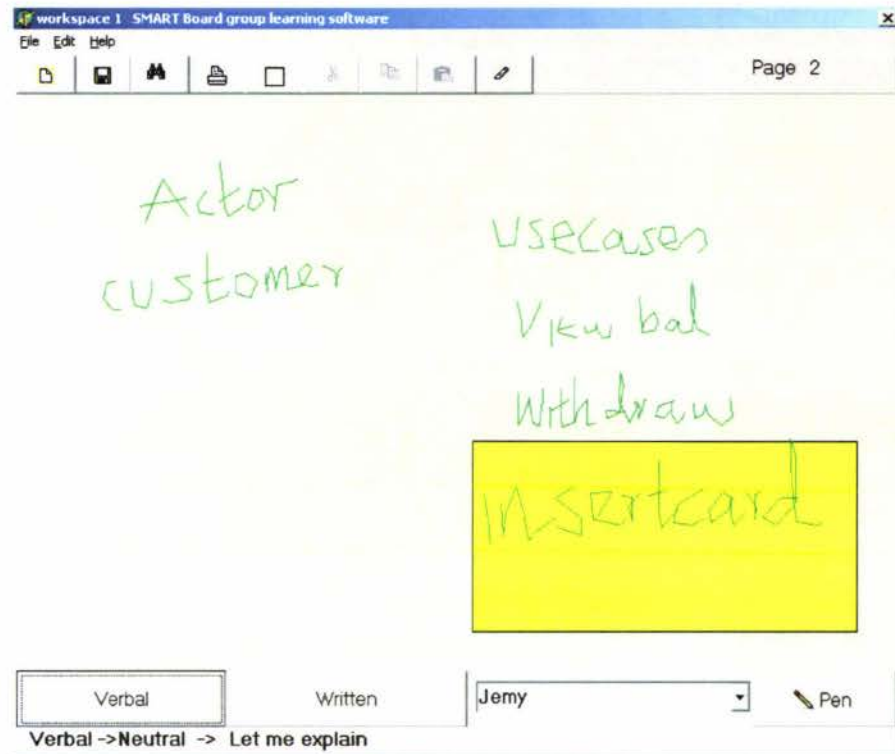 workspace 1 SMART Board group learning software
File Edit Help
Page 2
Actor
customer
usecases
View bal
Withdraw
insertcard
Verbal
Written
Jemy
Pen
Verbal ->Neutral -> Let me explain